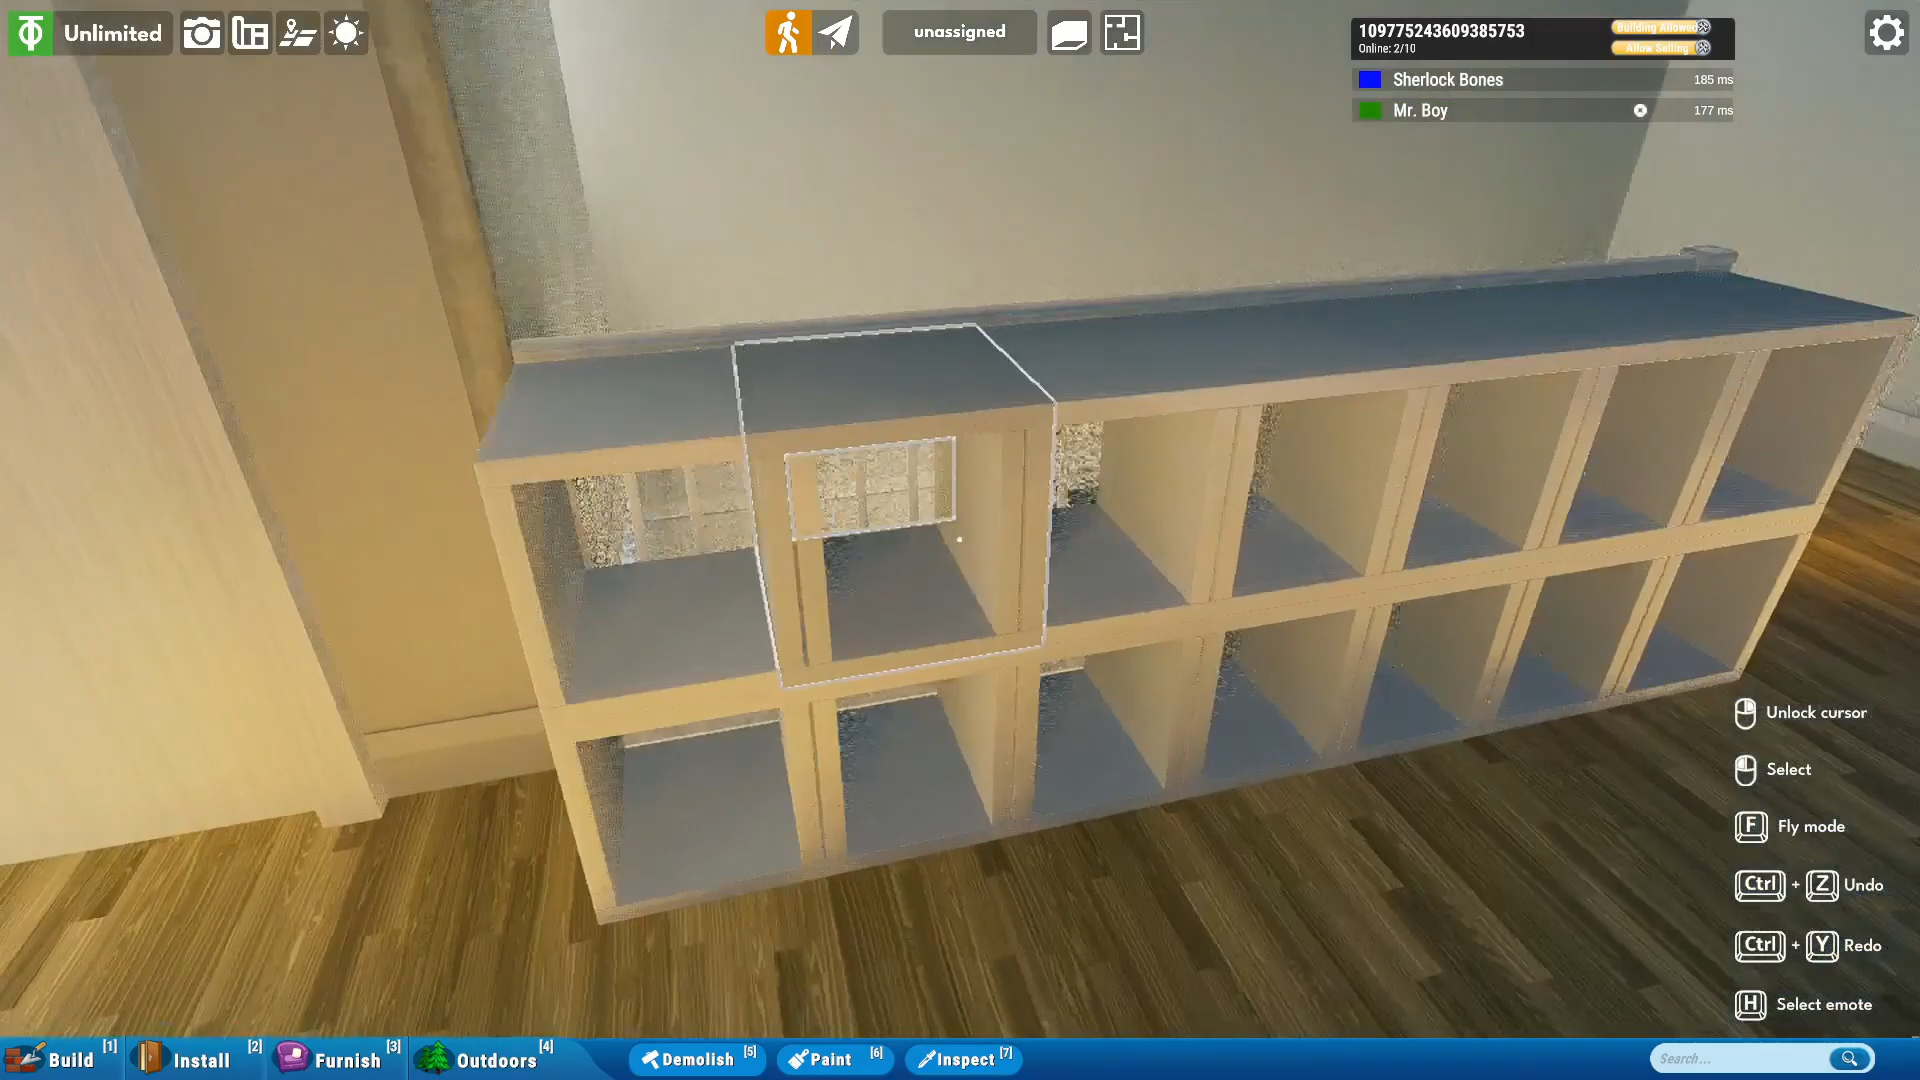 Unlimited
unassigned
109775243609385753
Online: 2/10
Building Allowed
Allow Selling
Sherlock Bones
185 ms
Mr. Boy
177 ms
Unlock cursor
Select
F Fly mode
Ctrl + Z Undo
Ctrl + Y Redo
H Select emote
Build [1]
Install [2]
Furnish [3]
Outdoors [4]
Demolish [5]
Paint [6]
Inspect [7]
Search...